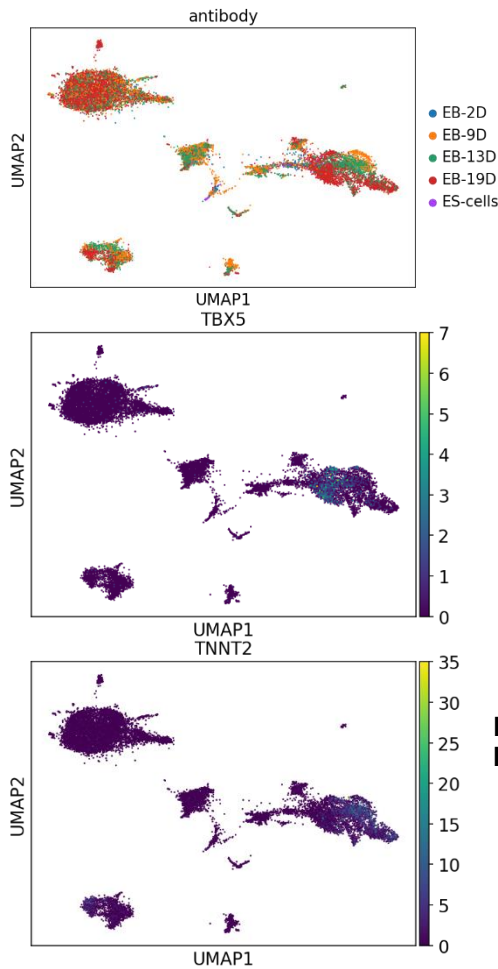 antibody
UMAP2
UMAP1
EB-2D
EB-9D
EB-13D
EB-19D
ES-cells
TBX5
UMAP2
UMAP1
7
6
5
4
3
2
1
0
TNNT2
UMAP2
UMAP1
35
30
25
20
15
10
5
0